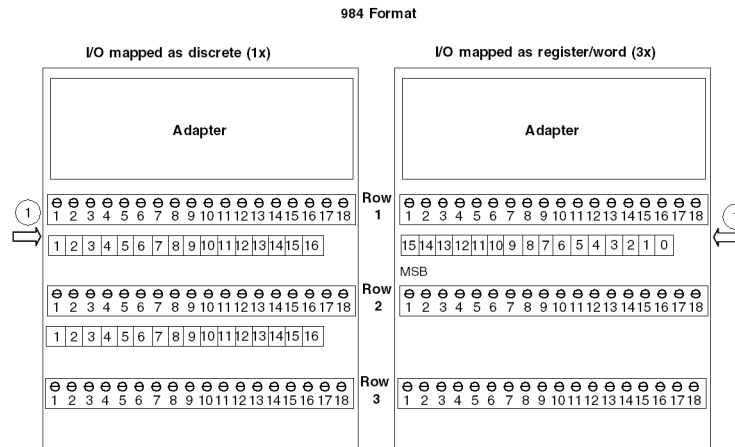 984 Format
I/O mapped as discrete (1x)
I/O mapped as register/word (3x)
Adapter
Adapter
1
1 2 3 4 5 6 7 8 9 10 11 12 13 14 15 16 17 18
Row 1
1 2 3 4 5 6 7 8 9 10 11 12 13 14 15 16 17 18
1 2 3 4 5 6 7 8 9 10 11 12 13 14 15 16
15 14 13 12 11 10 9 8 7 6 5 4 3 2 1 0
MSB
1 2 3 4 5 6 7 8 9 10 11 12 13 14 15 16 17 18
Row 2
1 2 3 4 5 6 7 8 9 10 11 12 13 14 15 16 17 18
1 2 3 4 5 6 7 8 9 10 11 12 13 14 15 16
1 2 3 4 5 6 7 8 9 10 11 12 13 14 15 16 17 18
Row 3
1 2 3 4 5 6 7 8 9 10 11 12 13 14 15 16 17 18